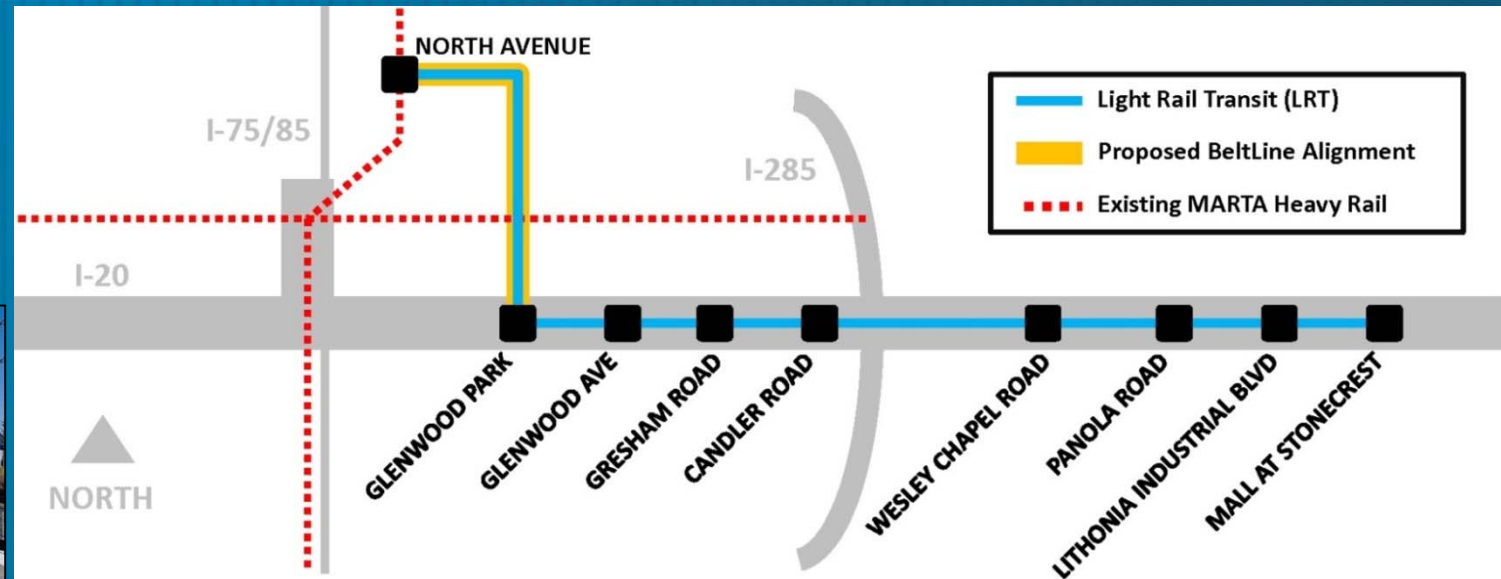 NORTH AVENUE
I-75/85
I-285
Light Rail Transit (LRT)
Proposed BeltLine Alignment
Existing MARTA Heavy Rail
I-20
NORTH
GLENWOOD PARK
GLENWOOD AVE
GRESHAM ROAD
CANDLER ROAD
WESLEY CHAPEL ROAD
PANOLA ROAD
LITHONIA INDUSTRIAL BLVD
MALL AT STONECREST